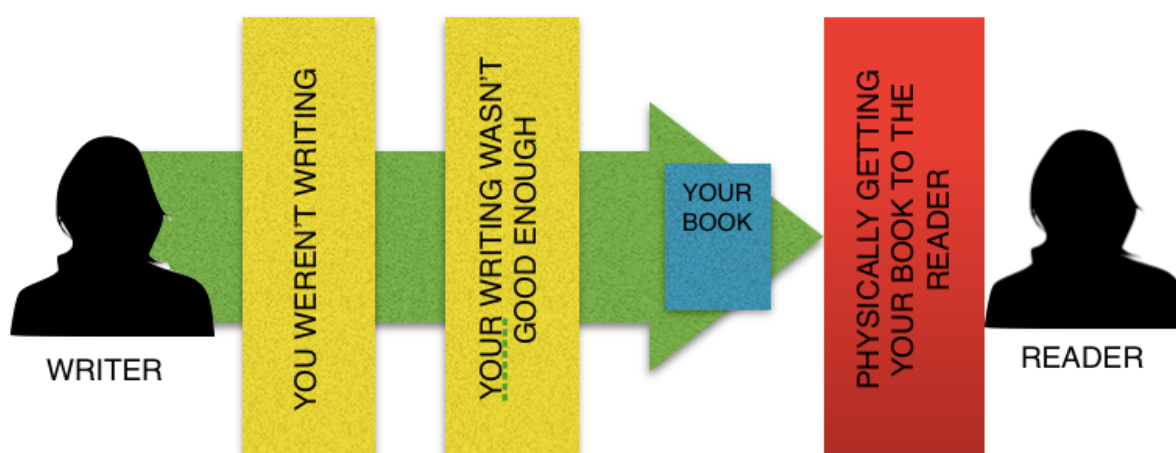 WRITER
YOU WEREN'T WRITING
YOUR WRITING WASN'T
GOOD ENOUGH
YOUR
BOOK
PHYSICALLY GETTING
YOUR BOOK TO THE
READER
READER